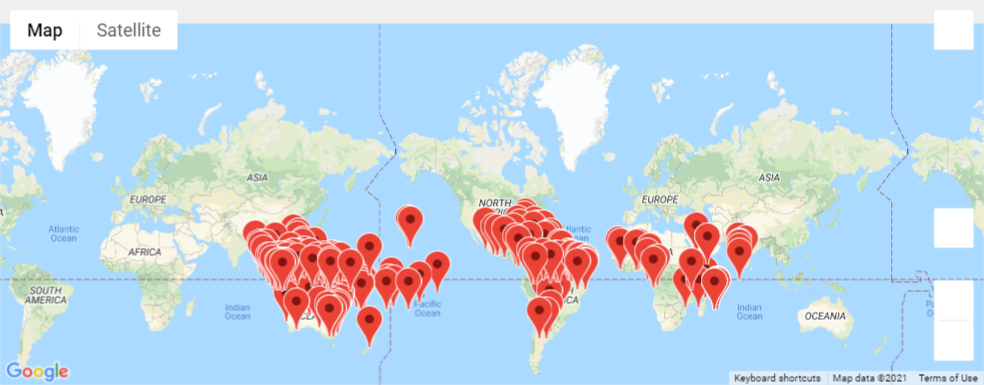 Map
Satellite
ASIA
NORTH
ASIA
EUROPE
EUROPE
Atlantic
Ocean
AFRICA
AFRICA
SOUTH
AMERICA
Indian
Ocean
Pacific
Ocean
Indian
Ocean
OCEANIA
Google
Keyboard shortcuts
Map data ©2021
Terms of Use